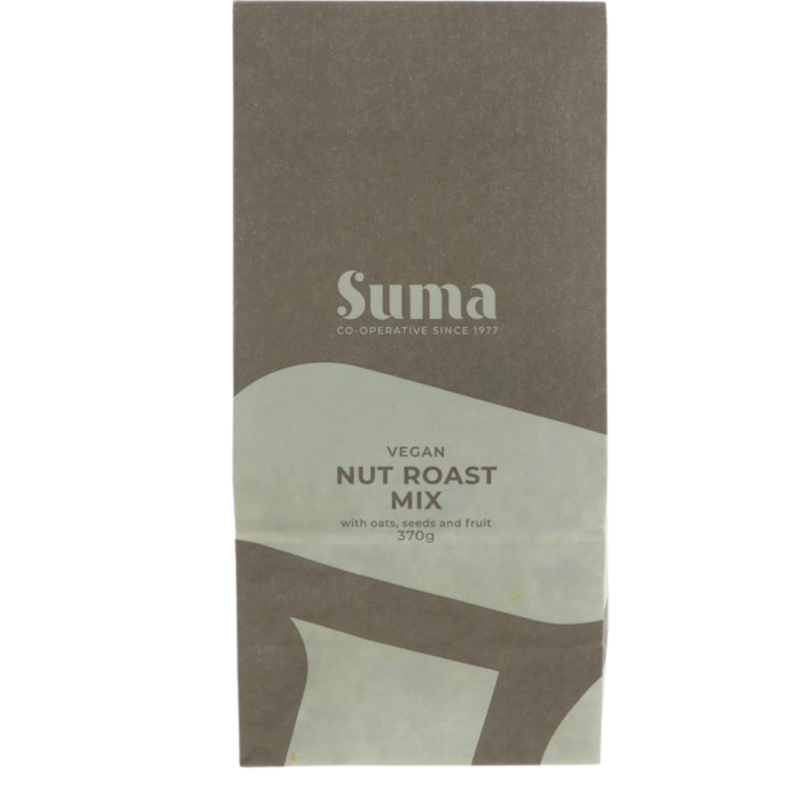 Suma
CO-OPERATIVE SINCE 1977
VEGAN
NUT ROAST
MIX
with oats, seeds and fruit
370g